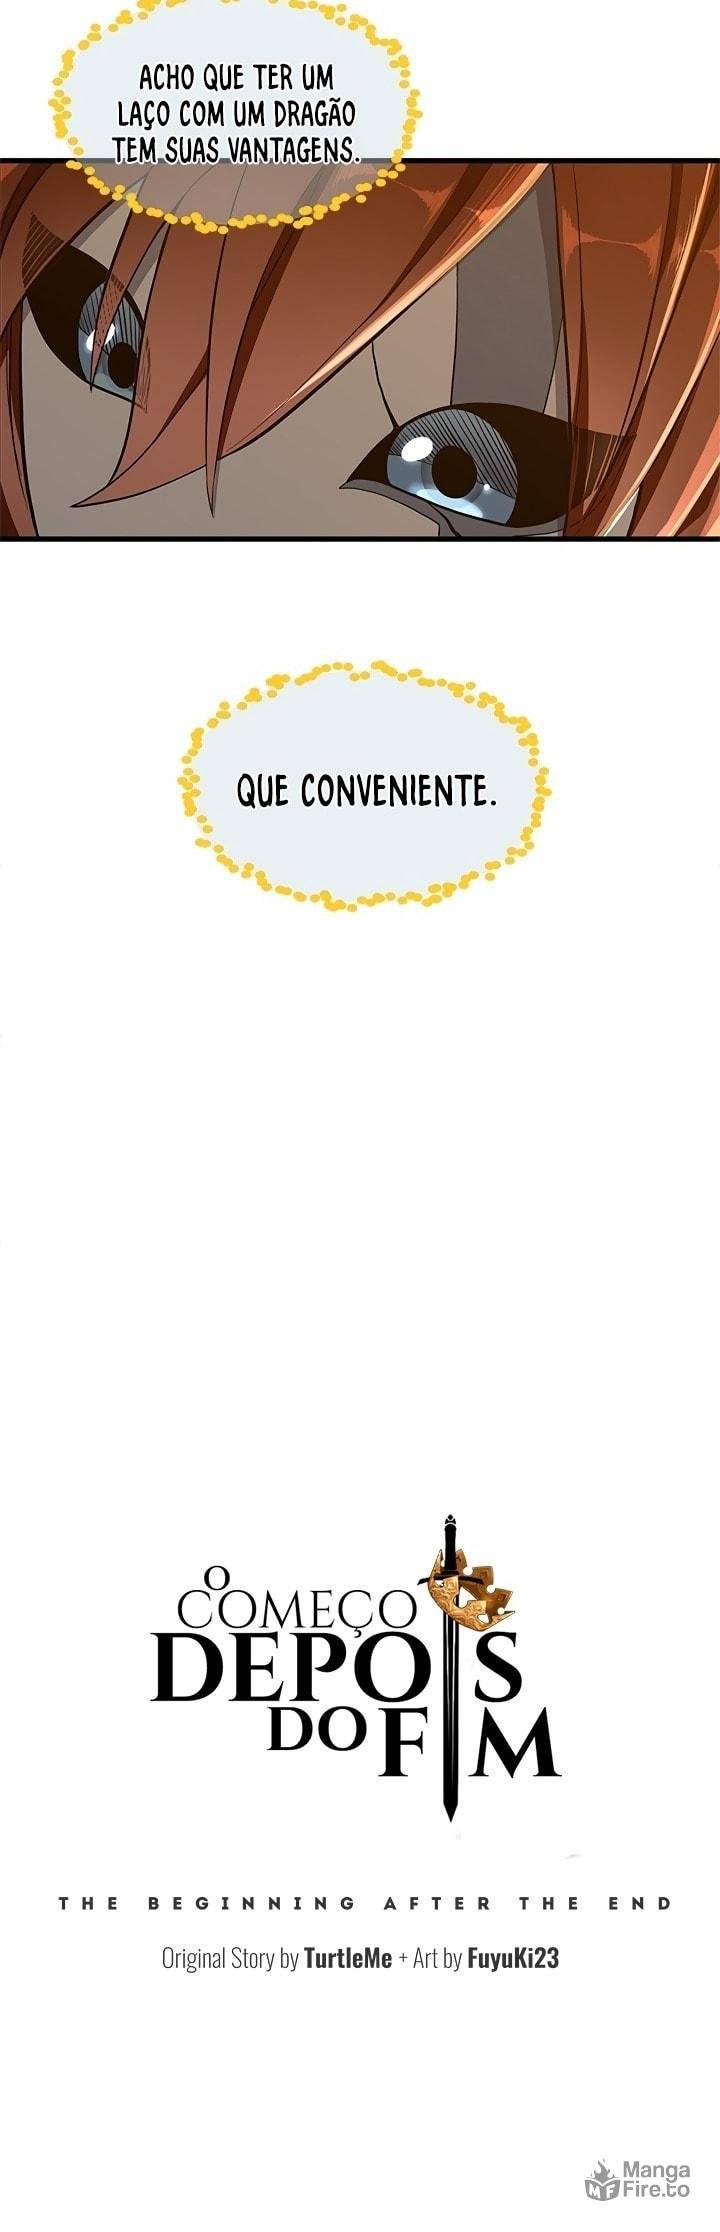 ACHO QUE TER UM
LAÇO COM UM DRAGÃO
TEM SUAS VANTAGENS.
QUE CONVENIENTE.
O
COMEÇO
DEPOIS
DO FIM
THE BEGINNING AFTER THE END
Original Story by TurtleMe + Art by FuyuKi23
Manga
Fire.to
MF